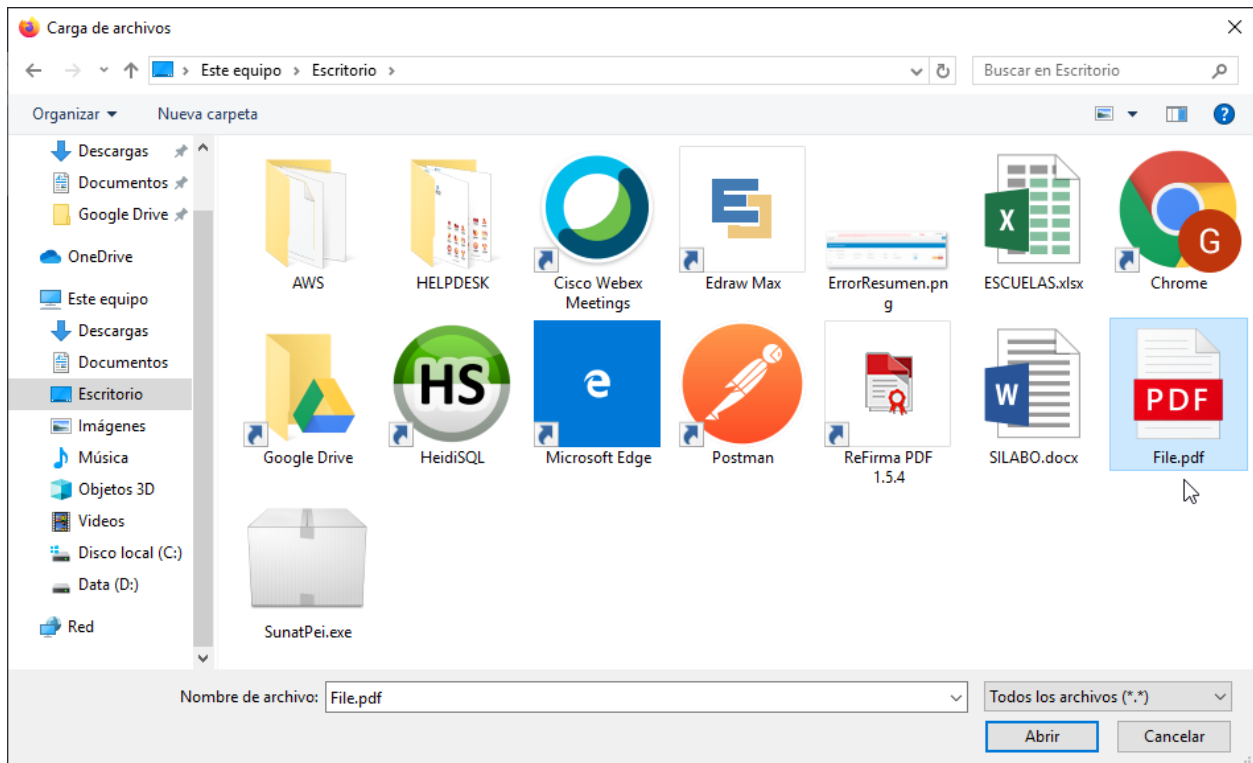 Carga de archivos
Este equipo > Escritorio >
Buscar en Escritorio
Organizar
Nueva carpeta
Descargas
Documentos
Google Drive
OneDrive
Este equipo
Descargas
Documentos
Escritorio
Imágenes
Música
Objetos 3D
Videos
Disco local (C:)
Data (D:)
Red
AWS
HELPDESK
Cisco Webex
Meetings
Edraw Max
ErrorResumen.pn
g
X
ESCUELAS.xlsx
G
Chrome
Google Drive
HS
HeidiSQL
e
Microsoft Edge
Postman
ReFirma PDF
1.5.4
W
SILABO.docx
PDF
File.pdf
SunatPei.exe
Nombre de archivo: File.pdf
Todos los archivos (*.*)
Abrir
Cancelar